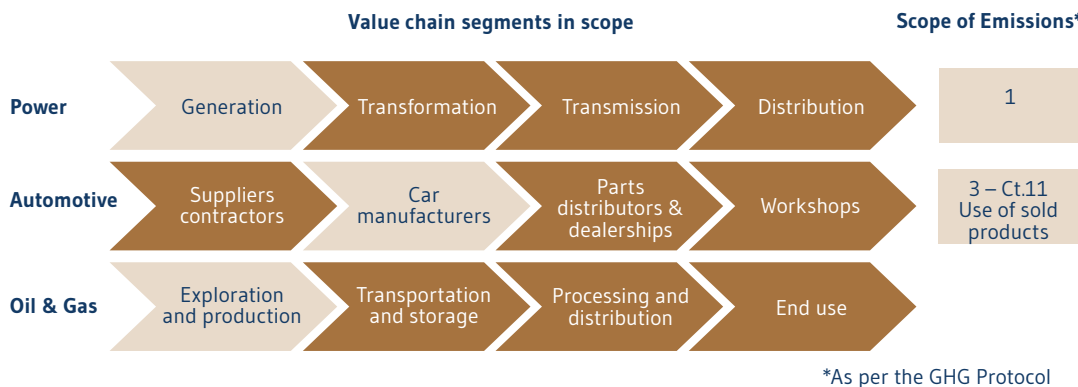 Value chain segments in scope
Scope of Emissions*
Power
Generation
Transformation
Transmission
Distribution
1
Automotive
Suppliers
contractors
Car
manufacturers
Parts
distributors &
dealerships
Workshops
3 – Ct.11
Use of sold
products
Oil & Gas
Exploration
and production
Transportation
and storage
Processing and
distribution
End use
*As per the GHG Protocol